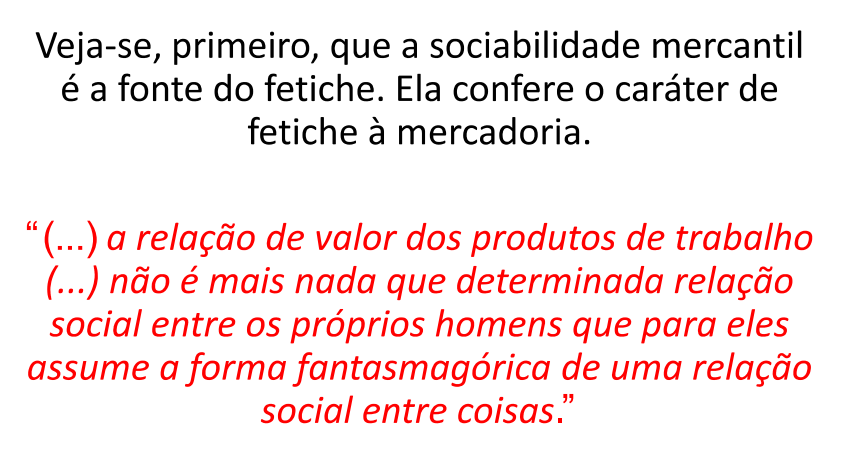 Veja-se, primeiro, que a sociabilidade mercantil
é a fonte do fetiche. Ela confere o caráter de
fetiche à mercadoria.
“(...) a relação de valor dos produtos de trabalho
(...) não é mais nada que determinada relação
social entre os próprios homens que para eles
assume a forma fantasmagórica de uma relação
social entre coisas.”